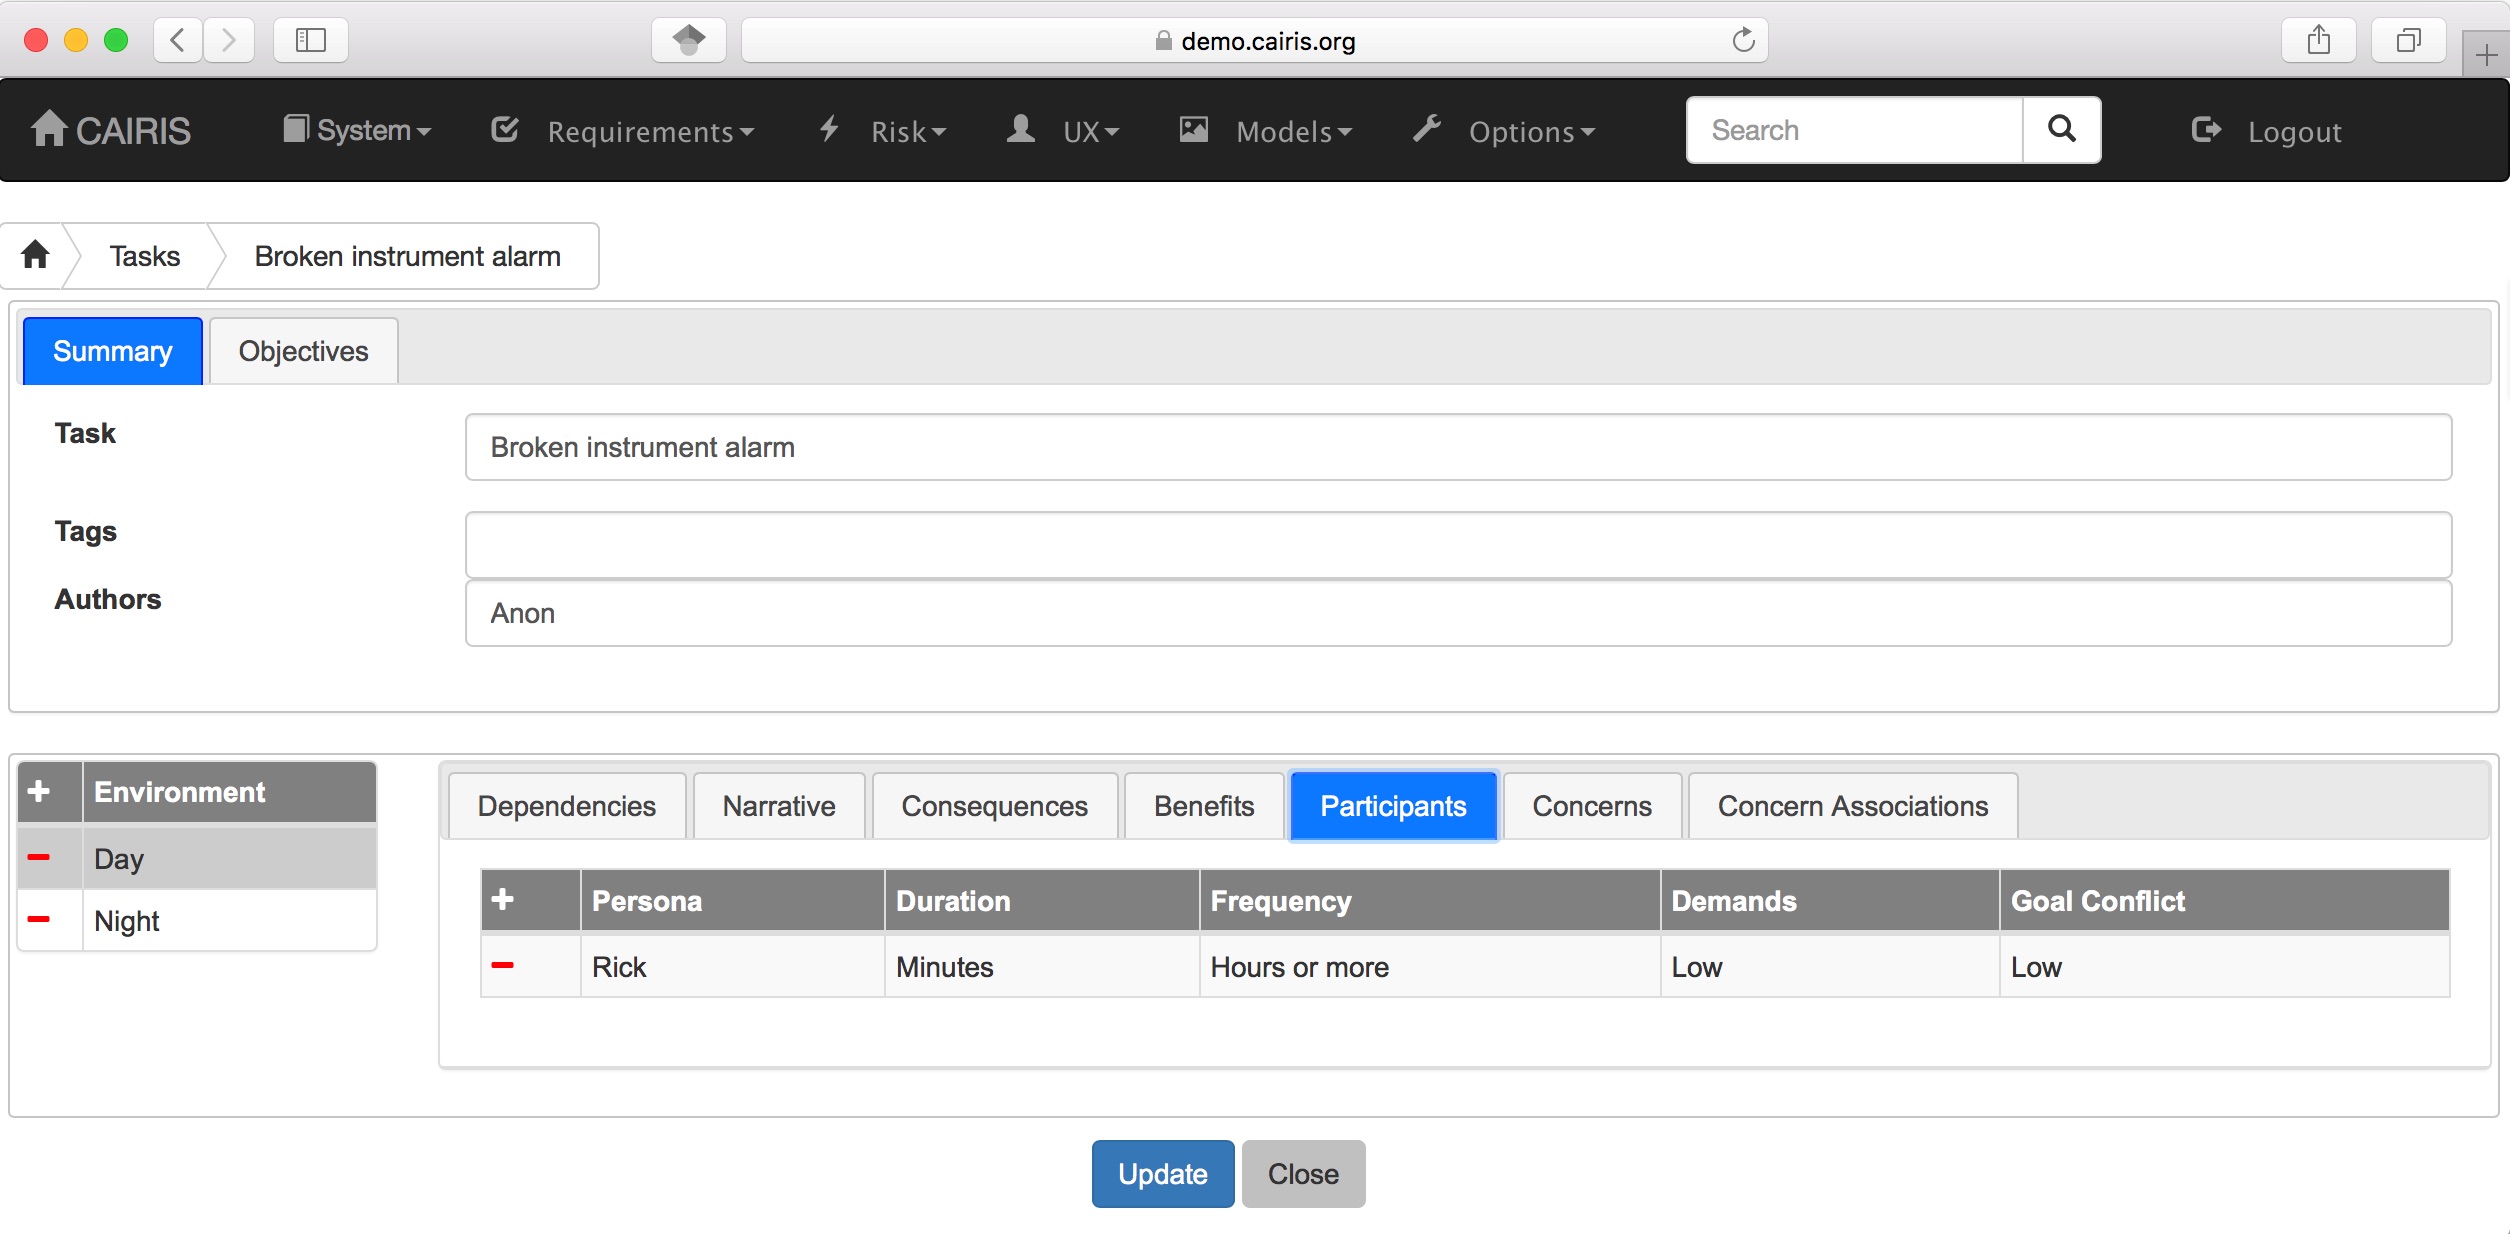 demo.cairis.org
CAIRIS System Requirements Risk UX Models Options Search Logout
Tasks Broken instrument alarm
Summary Objectives
Task Broken instrument alarm
Tags
Authors Anon
Environment
Day
Night
Dependencies Narrative Consequences Benefits Participants Concerns Concern Associations
Persona Duration Frequency Demands Goal Conflict
Rick Minutes Hours or more Low Low
Update Close